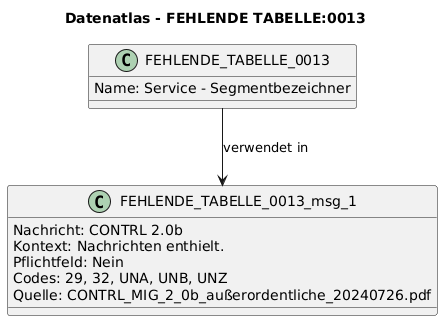 Datenatlas - FEHLENDE TABELLE:0013
C FEHLENDE_TABELLE_0013
Name: Service - Segmentbezeichner
verwendet in
C FEHLENDE_TABELLE_0013_msg_1
Nachricht: CONTRL 2.0b
Kontext: Nachrichten enthielt.
Pflichtfeld: Nein
Codes: 29, 32, UNA, UNB, UNZ
Quelle: CONTRL_MIG_2_0b_außerordentliche_20240726.pdf